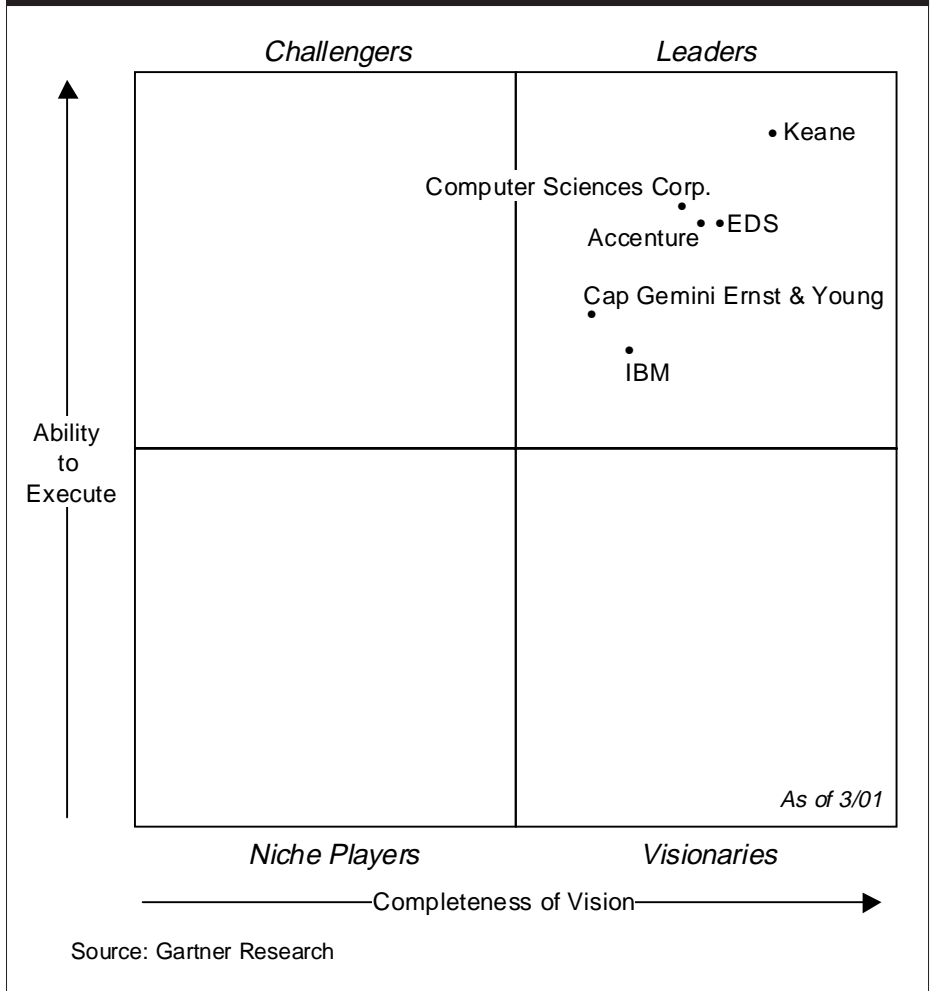 Challengers
Leaders
Keane
Computer Sciences Corp.
EDS
Accenture
Cap Gemini Ernst & Young
IBM
Ability
to
Execute
As of 3/01
Niche Players
Visionaries
Completeness of Vision
Source: Gartner Research